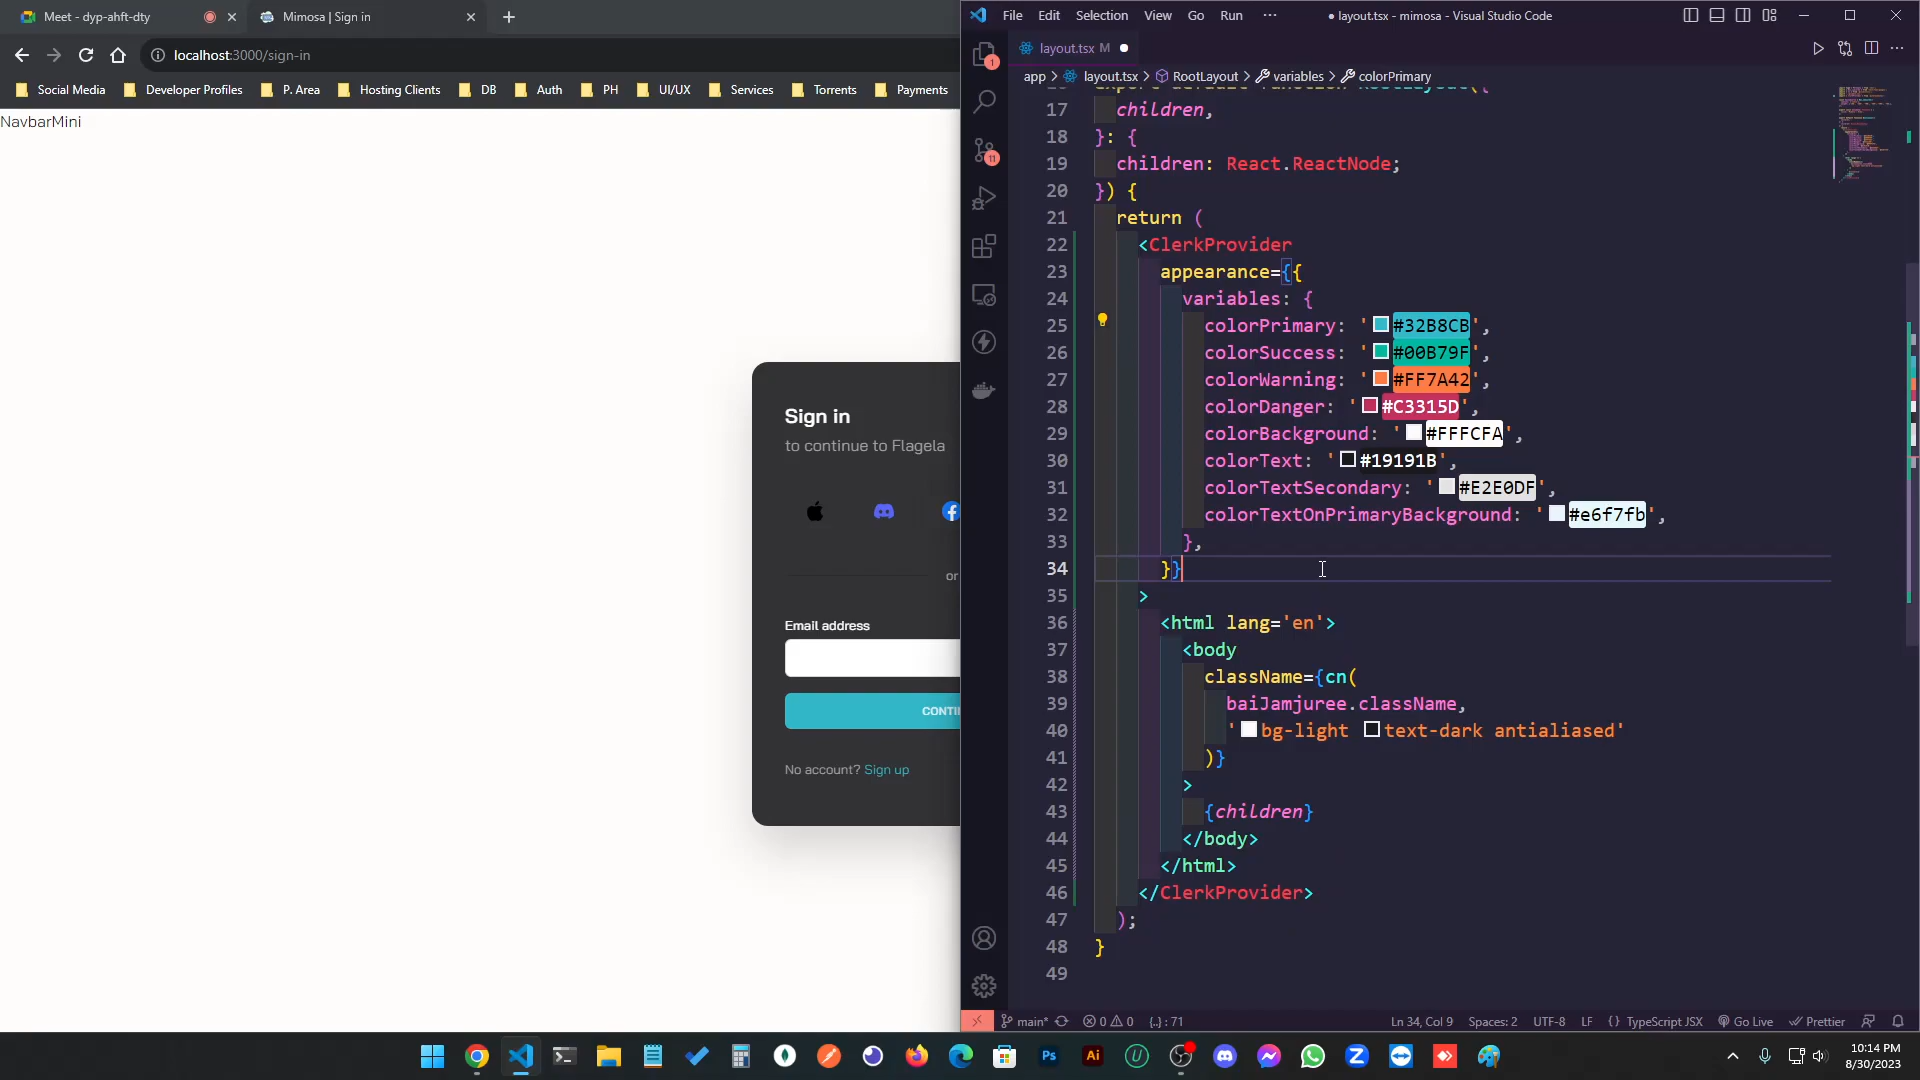 Meet - dyp-ahft-dty
Mimosa | Sign in
localhost:3000/sign-in
Social Media
Developer Profiles
P. Area
Hosting Clients
DB
Auth
PH
UI/UX
Services
Torrents
Payments
NavbarMini
Sign in
to continue to Flagela
or
Email address
CONTI
No account? Sign up
File Edit Selection View Go Run ···
● layout.tsx - mimosa - Visual Studio Code
layout.tsx M
app > layout.tsx > RootLayout > variables > colorPrimary
1
11
17 children,
18 }: {
19 children: React.ReactNode;
20 }) {
21 return (
22 <ClerkProvider
23 appearance={{
24 variables: {
25 colorPrimary: '#32B8CB',
26 colorSuccess: '#00B79F',
27 colorWarning: '#FF7A42',
28 colorDanger: '#C3315D',
29 colorBackground: '#FFFCFA',
30 colorText: '#19191B',
31 colorTextSecondary: '#E2E0DF',
32 colorTextOnPrimaryBackground: '#e6f7fb',
33 },
34 }}
35 >
36 <html lang='en'>
37 <body
38 className={cn(
39 baiJamjuree.className,
40 'bg-light text-dark antialiased'
41 )}
42 >
43 {children}
44 </body>
45 </html>
46 </ClerkProvider>
47 );
48 }
49
main*
0 0
{..} : 71
Ln 34, Col 9
Spaces: 2
UTF-8
LF
{} TypeScript JSX
Go Live
Prettier
Ps
Ai
10:14 PM
8/30/2023